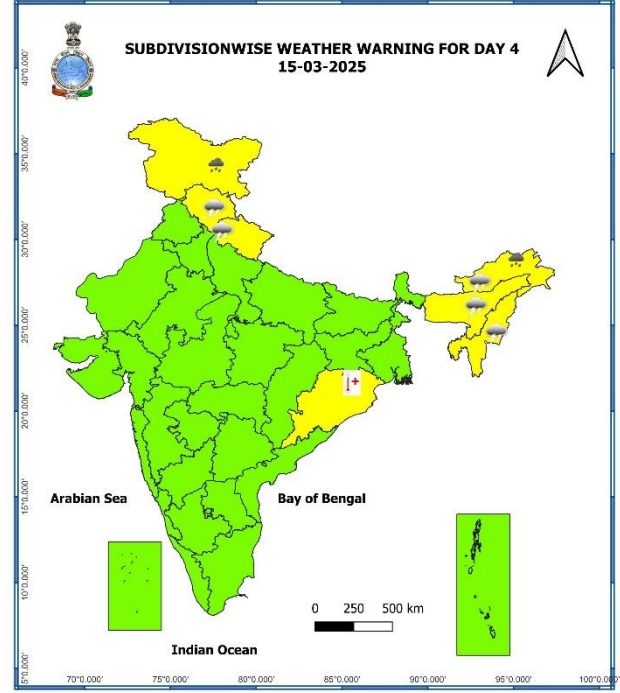 SUBDIVISIONWISE WEATHER WARNING FOR DAY 4
15-03-2025
40°0.000'
35°0.000'
30°0.000'
25°0.000'
20°0.000'
15°0.000'
10°0.000'
5°0.000'
Arabian Sea
Bay of Bengal
0 250 500 km
Indian Ocean
70°0.000' 75°0.000' 80°0.000' 85°0.000' 90°0.000' 95°0.000' 100°0.000'